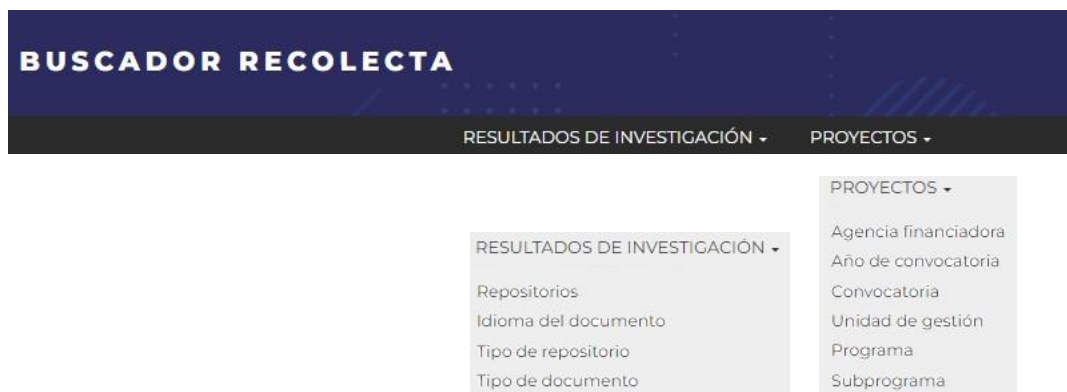 BUSCADOR RECOLECTA
RESULTADOS DE INVESTIGACIÓN
PROYECTOS
RESULTADOS DE INVESTIGACIÓN
Repositorios
Idioma del documento
Tipo de repositorio
Tipo de documento
PROYECTOS
Agencia financiadora
Año de convocatoria
Convocatoria
Unidad de gestión
Programa
Subprograma